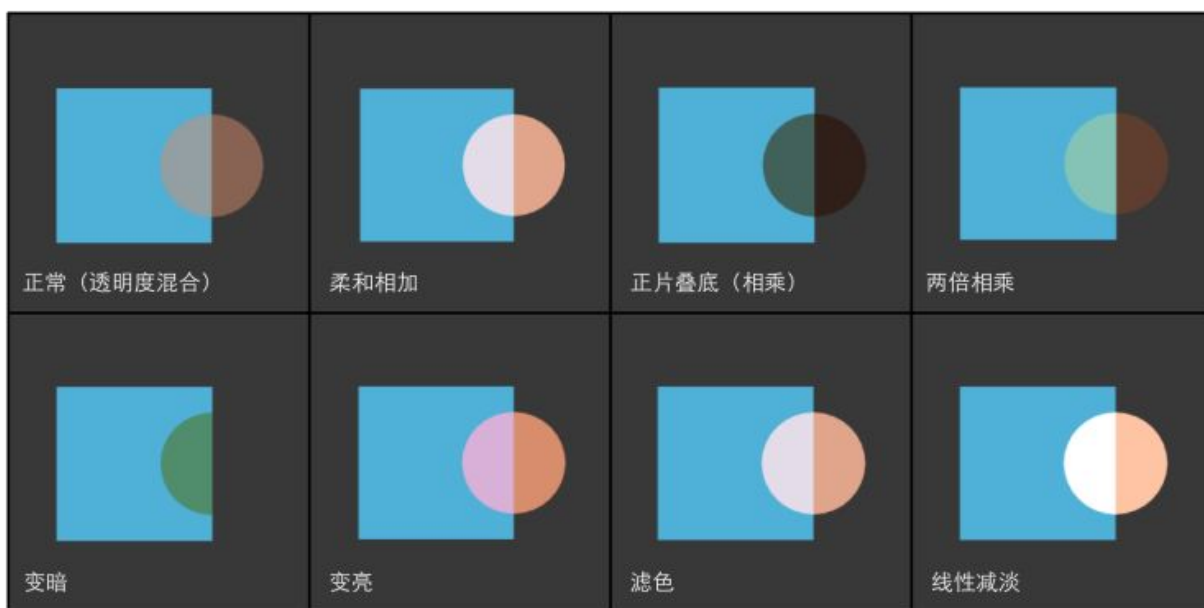 正常（透明度混合）
柔和相加
正片叠底（相乘）
两倍相乘
变暗
变亮
滤色
线性减淡